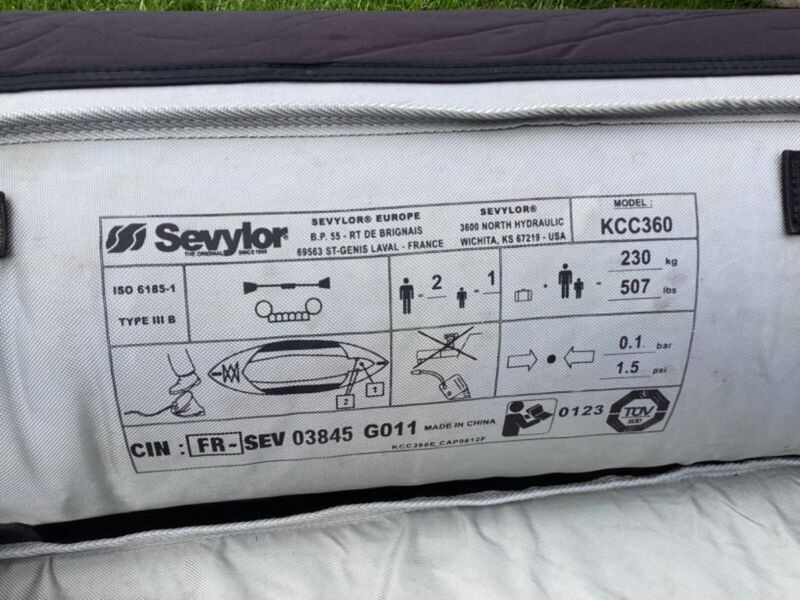 Sevylor®
THE ORIGINAL SINCE 1948
SEVYLOR® EUROPE
B.P. 55 - RT DE BRIGNAIS
69563 ST-GENIS LAVAL - FRANCE
SEVYLOR®
3600 NORTH HYDRAULIC
WICHITA, KS 67219 - USA
MODEL :
KCC360
ISO 6185-1
TYPE III B
- 2 - 1
+ - 230 kg
507 lbs
2 1
0.1 bar
1.5 psi
CIN : FR - SEV 03845 G011 MADE IN CHINA
KCC360E_CAP0812F
0123
TÜV
SÜD